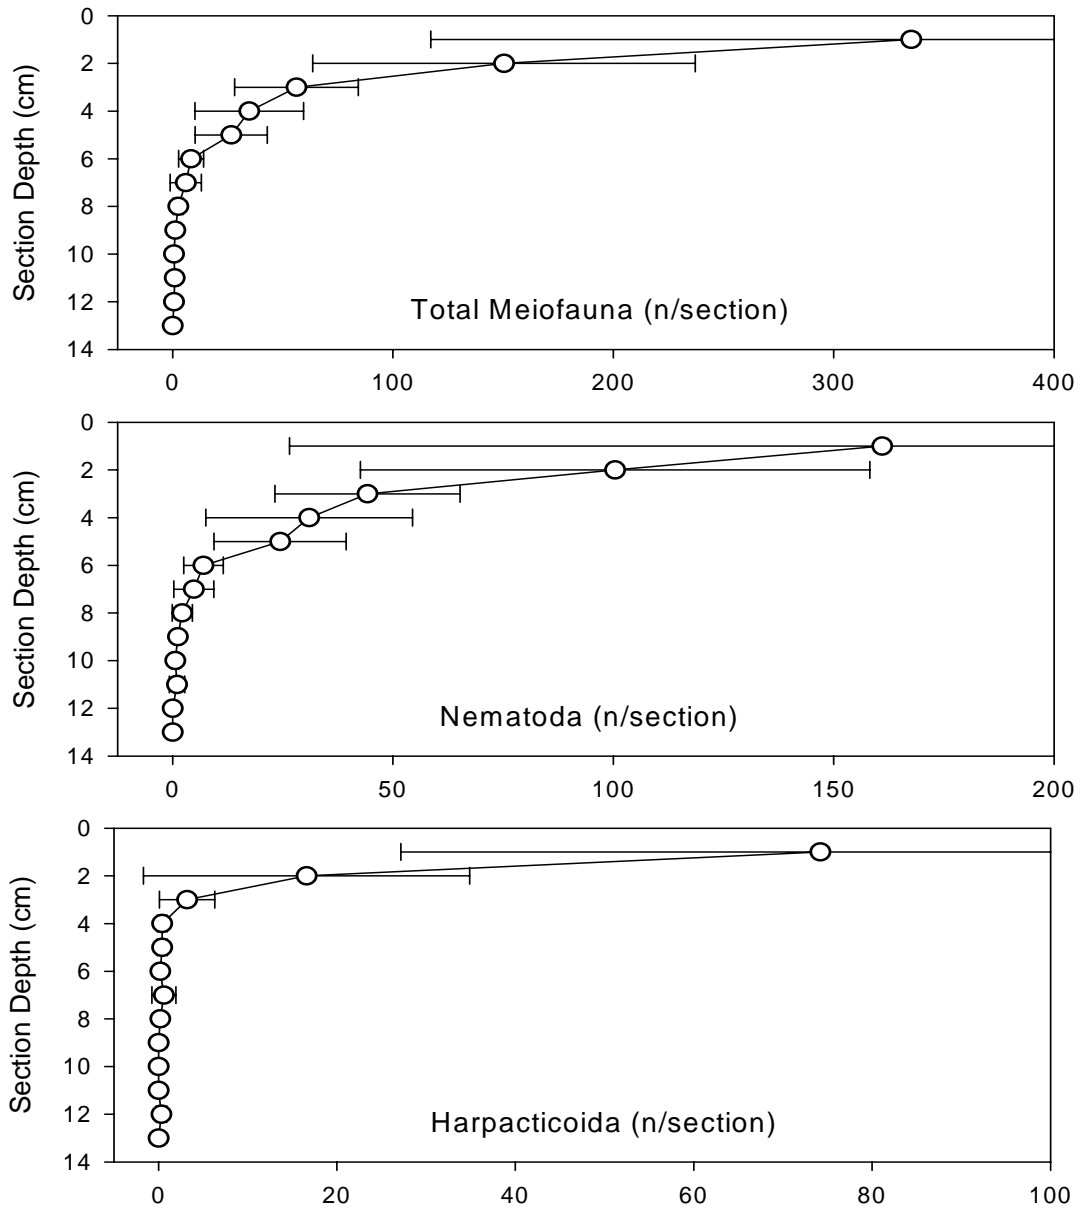 0
2
4
6
8
10
12
14
Section Depth (cm)
Total Meiofauna (n/section)
0 100 200 300 400
0
2
4
6
8
10
12
14
Section Depth (cm)
Nematoda (n/section)
0 50 100 150 200
0
2
4
6
8
10
12
14
Section Depth (cm)
Harpacticoida (n/section)
0 20 40 60 80 100